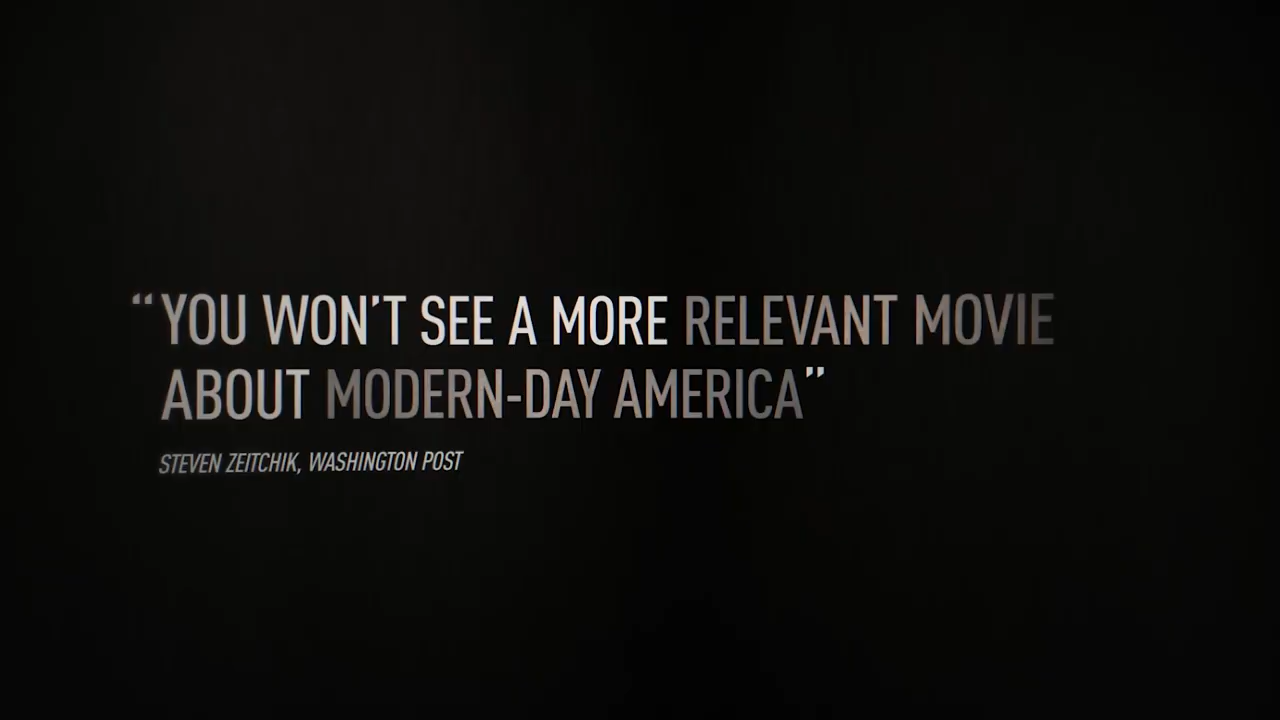 “YOU WON’T SEE A MORE RELEVANT MOVIE
ABOUT MODERN-DAY AMERICA”
STEVEN ZEITCHIK, WASHINGTON POST